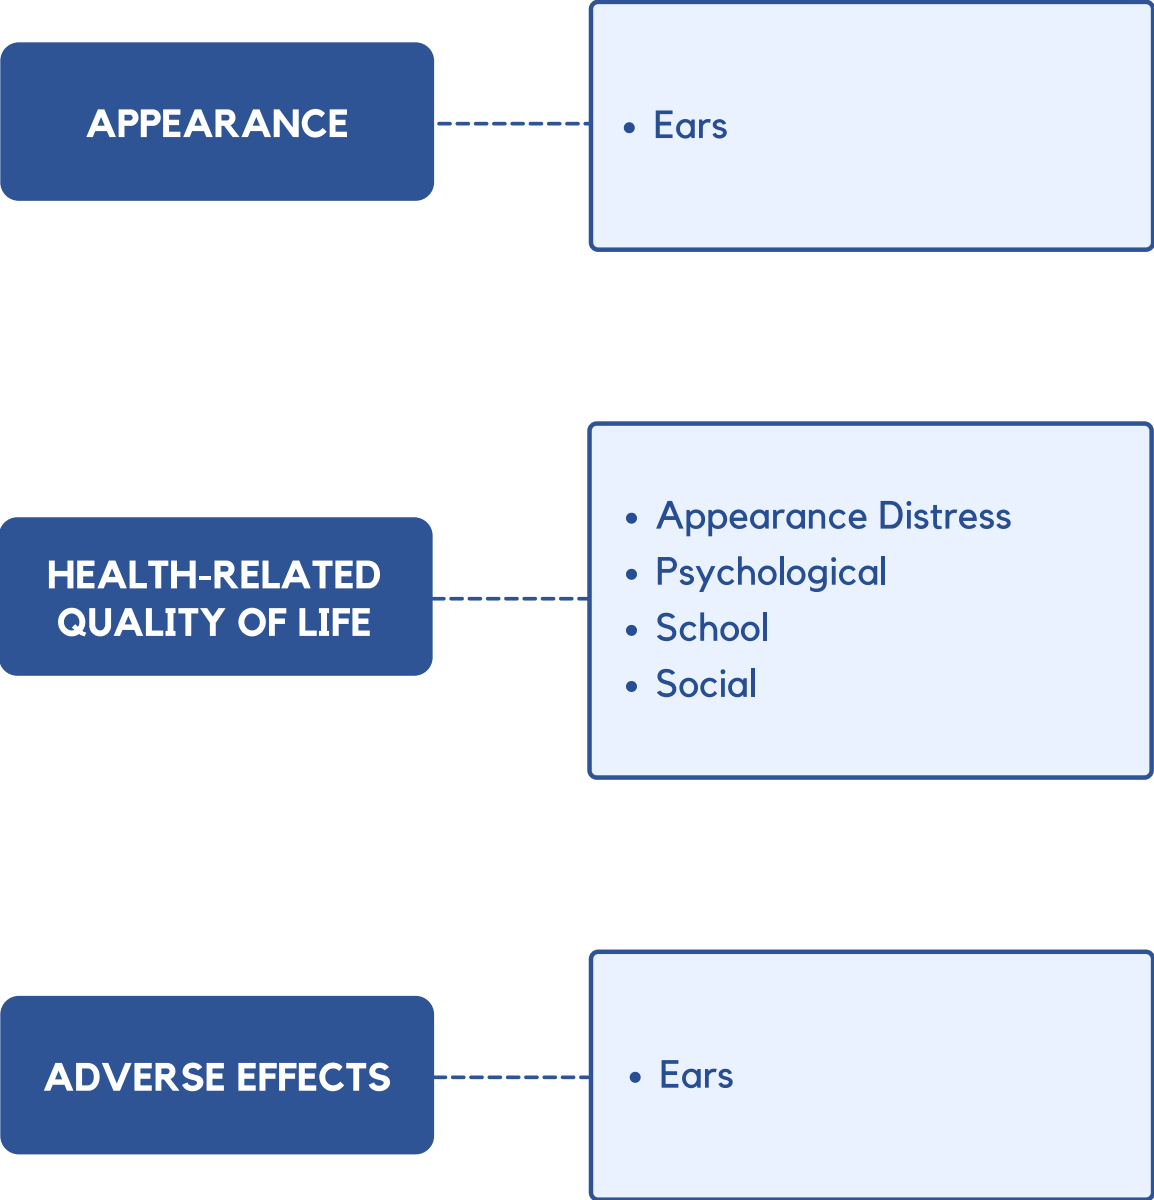 APPEARANCE
• Ears
HEALTH-RELATED
QUALITY OF LIFE
• Appearance Distress
• Psychological
• School
• Social
ADVERSE EFFECTS
• Ears